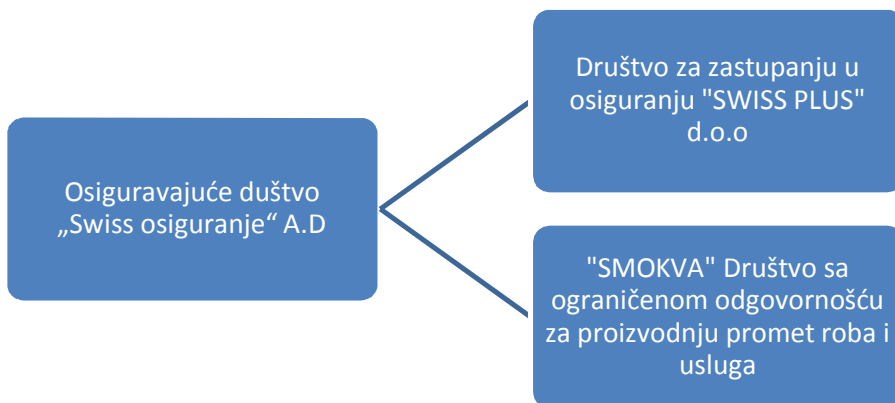 Osiguravajuće duštvo
„Swiss osiguranje“ A.D
Društvo za zastupanju u
osiguranju "SWISS PLUS"
d.o.o
"SMOKVA" Društvo sa
ograničenom odgovornošću
za proizvodnju promet roba i
usluga